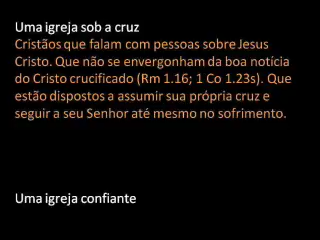 Uma igreja sob a cruz
Cristãos que falam com pessoas sobre Jesus
Cristo. Que não se envergonham da boa notícia
do Cristo crucificado (Rm 1.16; 1 Co 1.23s). Que
estão dispostos a assumir sua própria cruz e
seguir a seu Senhor até mesmo no sofrimento.
Uma igreja confiante